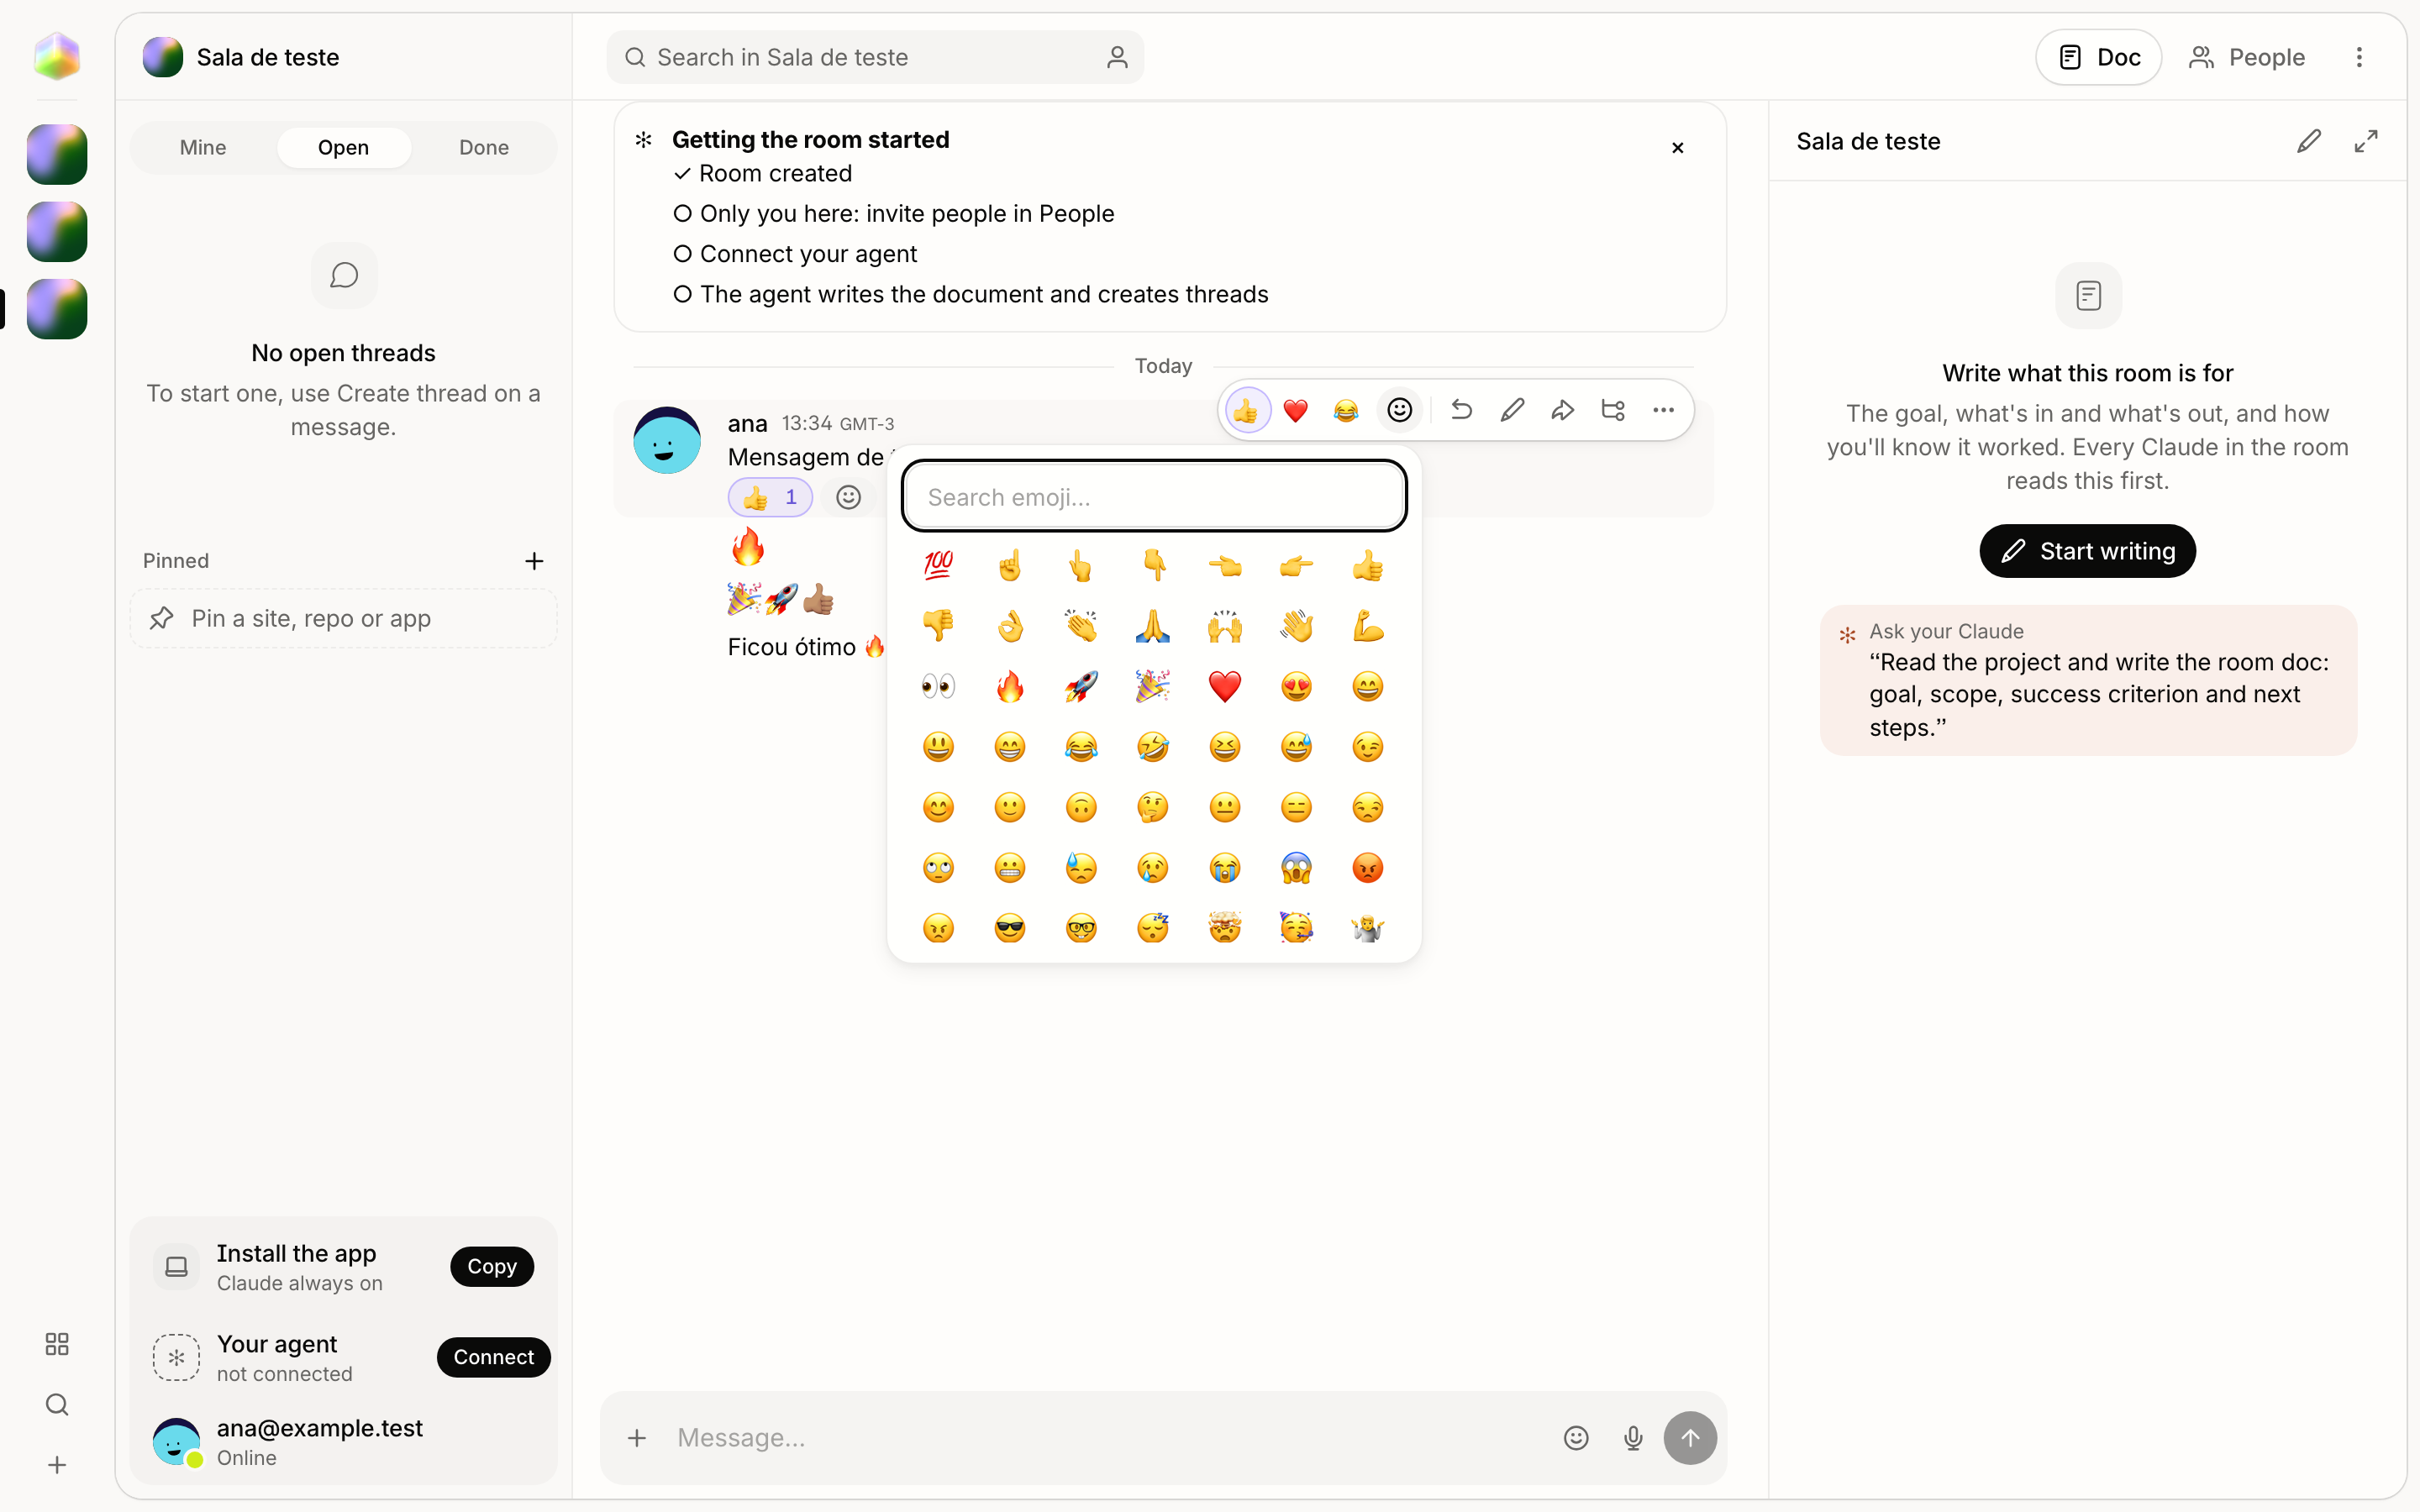 Sala de teste
Search in Sala de teste
Doc
People
Mine
Open
Done
No open threads
To start one, use Create thread on a
message.
Pinned
Pin a site, repo or app
Install the app
Claude always on
Copy
Your agent
not connected
Connect
ana@example.test
Online
Getting the room started
Room created
Only you here: invite people in People
Connect your agent
The agent writes the document and creates threads
Today
ana 13:34 GMT-3
Mensagem de
👍 1
🔥
🎉🚀👍🏽
Ficou ótimo 🔥
Search emoji...
Message...
Sala de teste
Write what this room is for
The goal, what's in and what's out, and how
you'll know it worked. Every Claude in the room
reads this first.
Start writing
Ask your Claude
“Read the project and write the room doc:
goal, scope, success criterion and next
steps.”